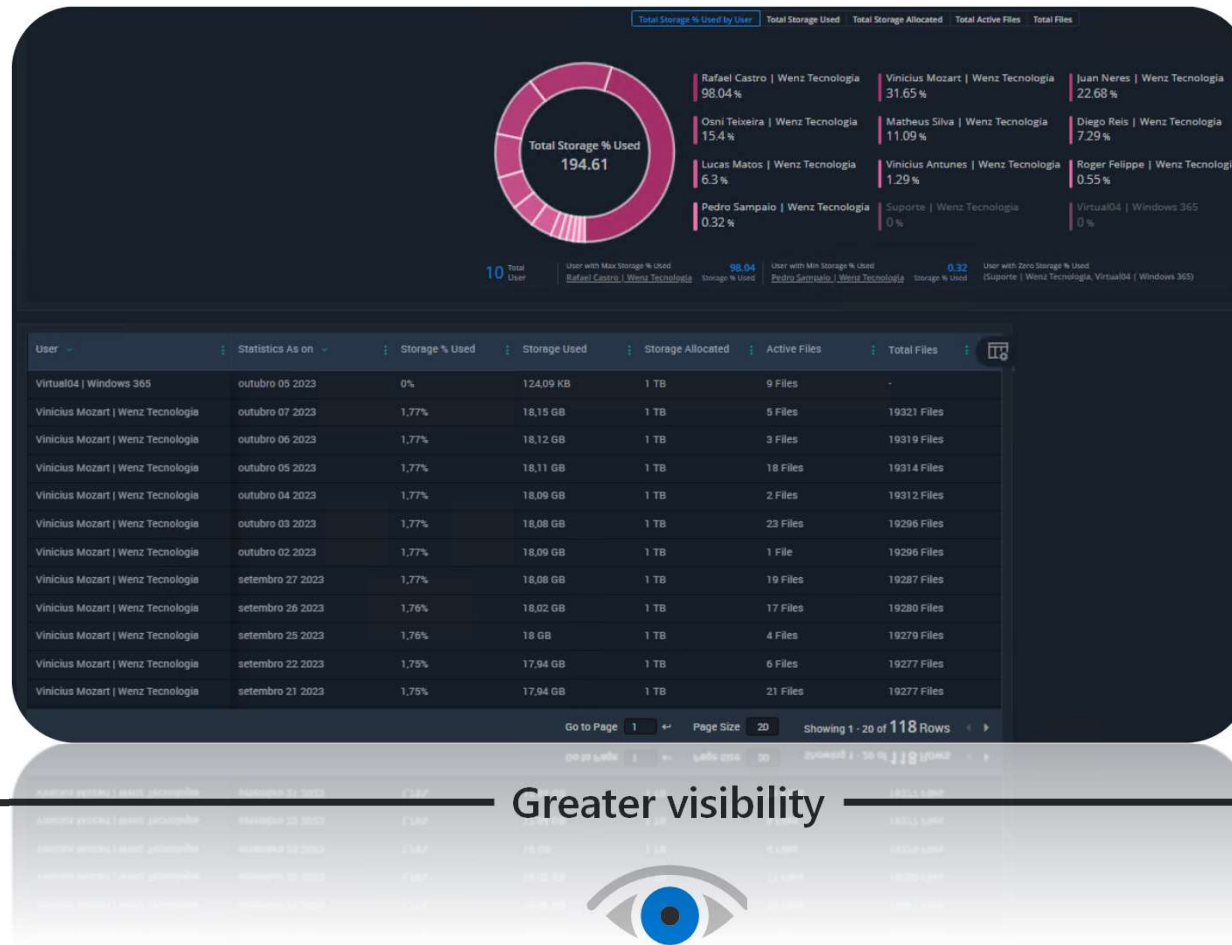 Total Storage % Used by User Total Storage Used Total Storage Allocated Total Active Files Total Files
Total Storage % Used
194.61
Rafael Castro | Wenz Tecnologia
98.04 %
Vinicius Mozart | Wenz Tecnologia
31.65 %
Juan Neres | Wenz Tecnologia
22.68 %
Osni Teixeira | Wenz Tecnologia
15.4 %
Matheus Silva | Wenz Tecnologia
11.09 %
Diego Reis | Wenz Tecnologia
7.29 %
Lucas Matos | Wenz Tecnologia
6.3 %
Vinicius Antunes | Wenz Tecnologia
1.29 %
Roger Felippe | Wenz Tecnologi
0.55 %
Pedro Sampaio | Wenz Tecnologia
0.32 %
Suporte | Wenz Tecnologia
0 %
Virtual04 | Windows 365
0 %
10 Total User
User with Max Storage % Used
Rafael Castro | Wenz Tecnologia
98.04
Storage % Used
User with Min Storage % Used
Pedro Sampaio | Wenz Tecnologia
0.32
Storage % Used
User with Zero Storage % Used
(Suporte | Wenz Tecnologia, Virtual04 | Windows 365)
User Statistics As on Storage % Used Storage Used Storage Allocated Active Files Total Files
Virtual04 | Windows 365 outubro 05 2023 0% 124,09 KB 1 TB 9 Files -
Vinicius Mozart | Wenz Tecnologia outubro 07 2023 1,77% 18,15 GB 1 TB 5 Files 19321 Files
Vinicius Mozart | Wenz Tecnologia outubro 06 2023 1,77% 18,12 GB 1 TB 3 Files 19319 Files
Vinicius Mozart | Wenz Tecnologia outubro 05 2023 1,77% 18,11 GB 1 TB 18 Files 19314 Files
Vinicius Mozart | Wenz Tecnologia outubro 04 2023 1,77% 18,09 GB 1 TB 2 Files 19312 Files
Vinicius Mozart | Wenz Tecnologia outubro 03 2023 1,77% 18,08 GB 1 TB 23 Files 19296 Files
Vinicius Mozart | Wenz Tecnologia outubro 02 2023 1,77% 18,09 GB 1 TB 1 File 19296 Files
Vinicius Mozart | Wenz Tecnologia setembro 27 2023 1,77% 18,08 GB 1 TB 19 Files 19287 Files
Vinicius Mozart | Wenz Tecnologia setembro 26 2023 1,76% 18,02 GB 1 TB 17 Files 19280 Files
Vinicius Mozart | Wenz Tecnologia setembro 25 2023 1,76% 18 GB 1 TB 4 Files 19279 Files
Vinicius Mozart | Wenz Tecnologia setembro 22 2023 1,75% 17,94 GB 1 TB 6 Files 19277 Files
Vinicius Mozart | Wenz Tecnologia setembro 21 2023 1,75% 17,94 GB 1 TB 21 Files 19277 Files
Go to Page 1 Page Size 20 Showing 1 - 20 of 118 Rows
Greater visibility